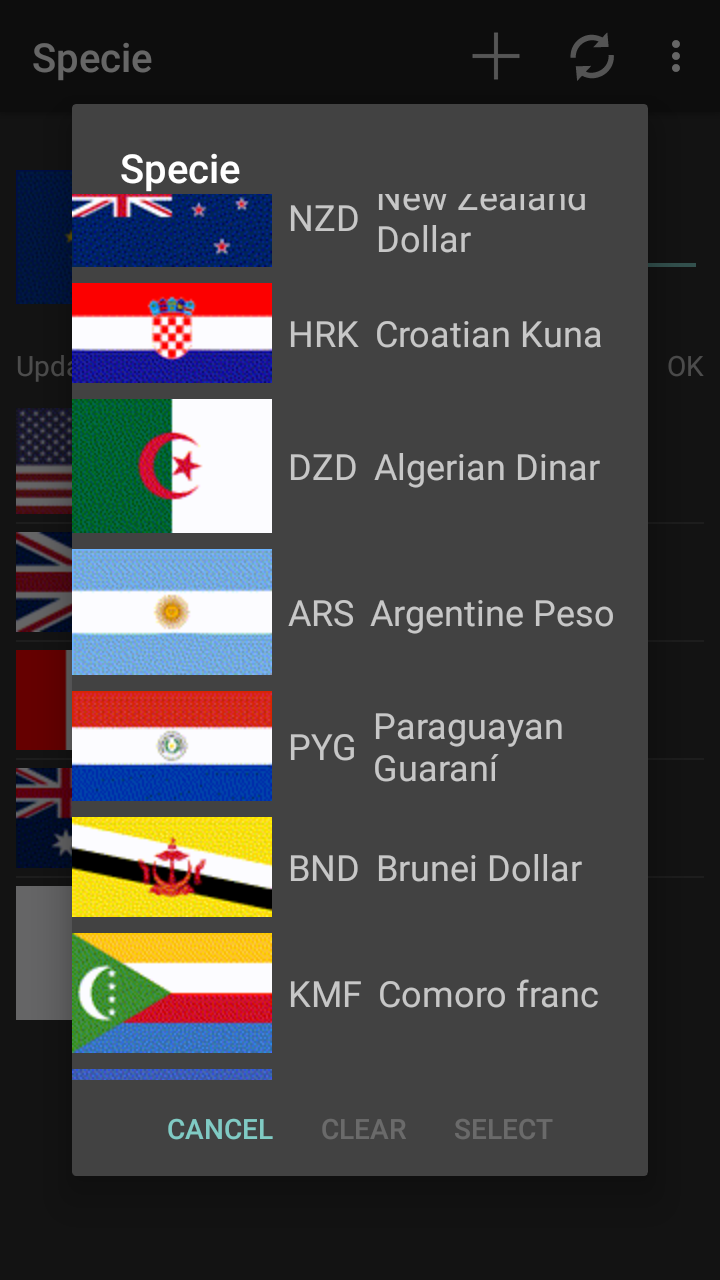 Specie
Specie
NZD New Zealand
Dollar
HRK Croatian Kuna
Upda
OK
DZD Algerian Dinar
ARS Argentine Peso
PYG Paraguayan
Guaraní
BND Brunei Dollar
KMF Comoro franc
CANCEL CLEAR SELECT